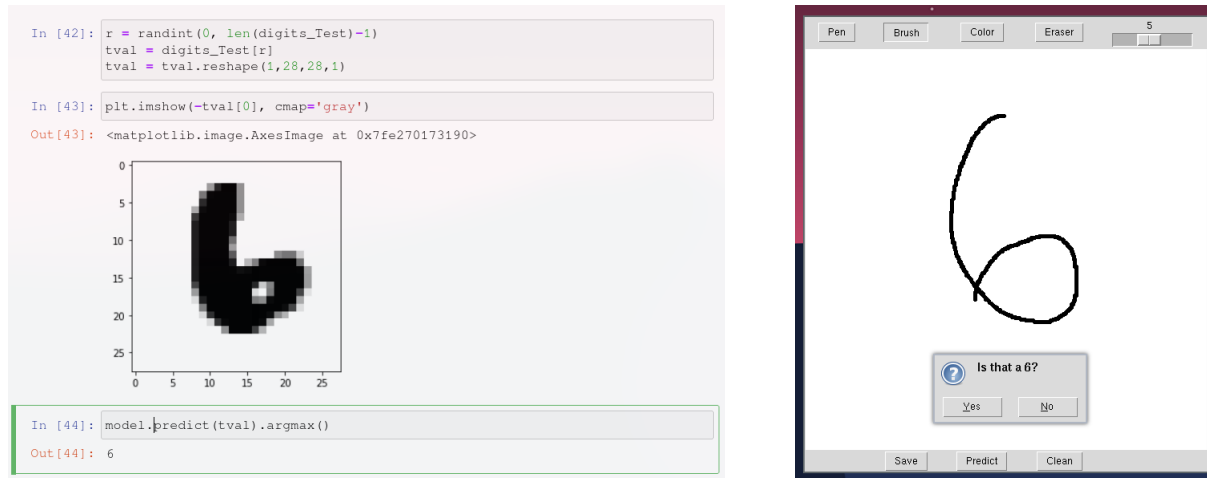 In [42]: r = randint(0, len(digits_Test)-1)
tval = digits_Test[r]
tval = tval.reshape(1,28,28,1)
In [43]: plt.imshow(-tval[0], cmap='gray')
Out[43]: <matplotlib.image.AxesImage at 0x7fe270173190>
0
5
10
15
20
25
0 5 10 15 20 25
In [44]: model.predict(tval).argmax()
Out[44]: 6
Pen Brush Color Eraser 5
6
Is that a 6?
Yes No
Save Predict Clean